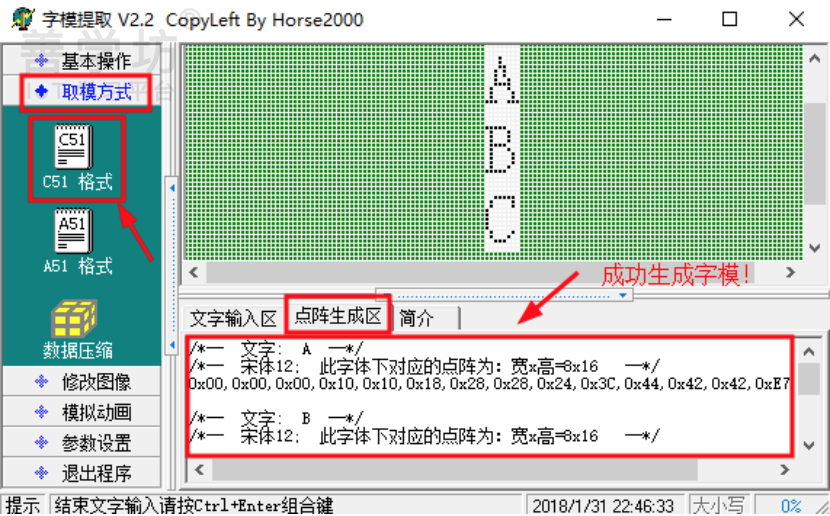 字模提取 V2.2 CopyLeft By Horse2000
善学坊
基本操作
取模方式
平台
C51
C51 格式
A51
A51 格式
数据压缩
修改图像
模拟动画
参数设置
退出程序
A
B
C
成功生成字模!
文字输入区
点阵生成区
简介
/*— 文字: A —*/
/*— 宋体12; 此字体下对应的点阵为: 宽x高=8x16 —*/
0x00,0x00,0x00,0x10,0x10,0x18,0x28,0x28,0x24,0x3C,0x44,0x42,0x42,0xE7
/*— 文字: B —*/
/*— 宋体12; 此字体下对应的点阵为: 宽x高=8x16 —*/
提示
结束文字输入请按Ctrl+Enter组合键
2018/1/31 22:46:33
大小写
0%